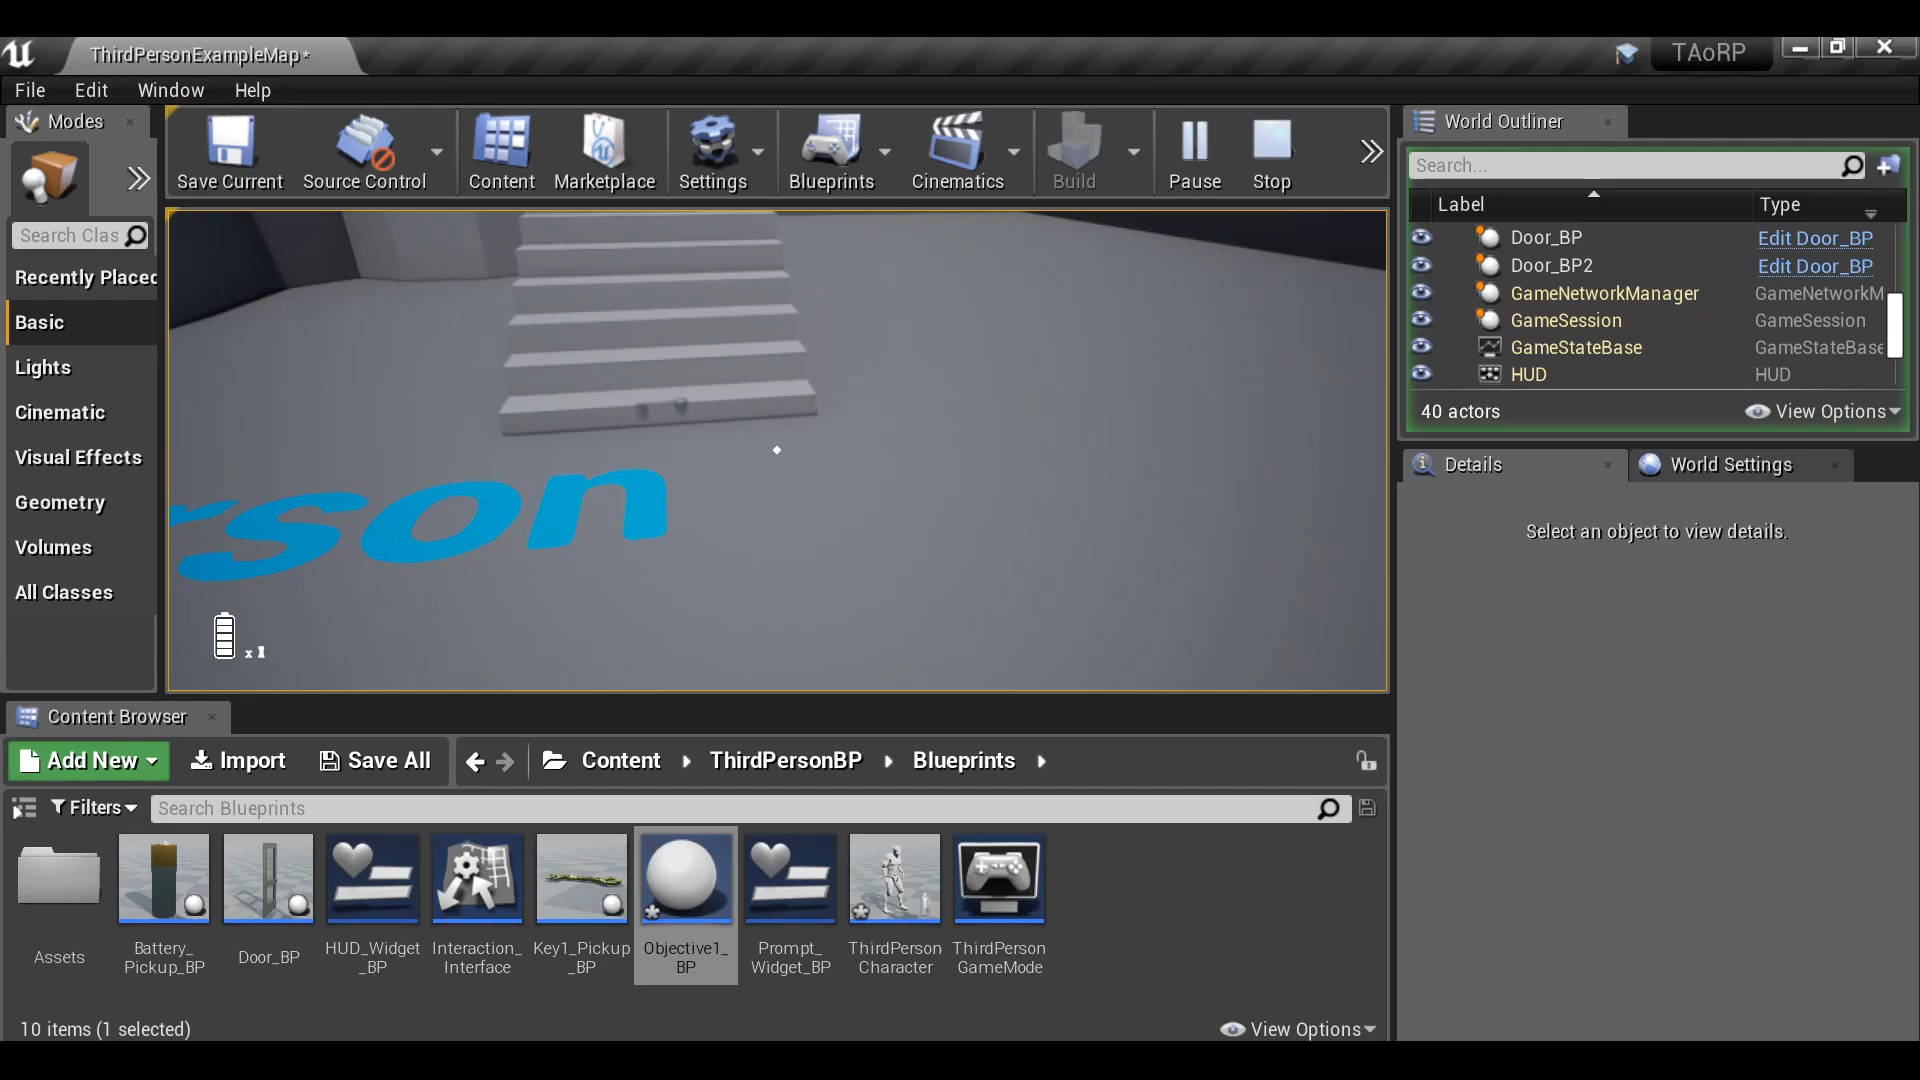 ThirdPersonExampleMap*
TAoRP
File Edit Window Help
Modes
World Outliner
Save Current
Source Control
Content
Marketplace
Settings
Blueprints
Cinematics
Build
Pause
Stop
Search...
Label
Type
Search Clas
Recently Placed
Basic
Lights
Cinematic
Visual Effects
Geometry
Volumes
All Classes
Door_BP Edit Door_BP
Door_BP2 Edit Door_BP
GameNetworkManager GameNetworkM
GameSession GameSession
GameStateBase GameStateBase
HUD HUD
40 actors
View Options
Details
World Settings
Select an object to view details.
rson
x 1
Content Browser
Add New
Import
Save All
Content
ThirdPersonBP
Blueprints
Filters
Search Blueprints
Assets
Battery_
Pickup_BP
Door_BP
HUD_Widget
_BP
Interaction_
Interface
Key1_Pickup
_BP
Objective1_
BP
Prompt_
Widget_BP
ThirdPerson
Character
ThirdPerson
GameMode
10 items (1 selected)
View Options